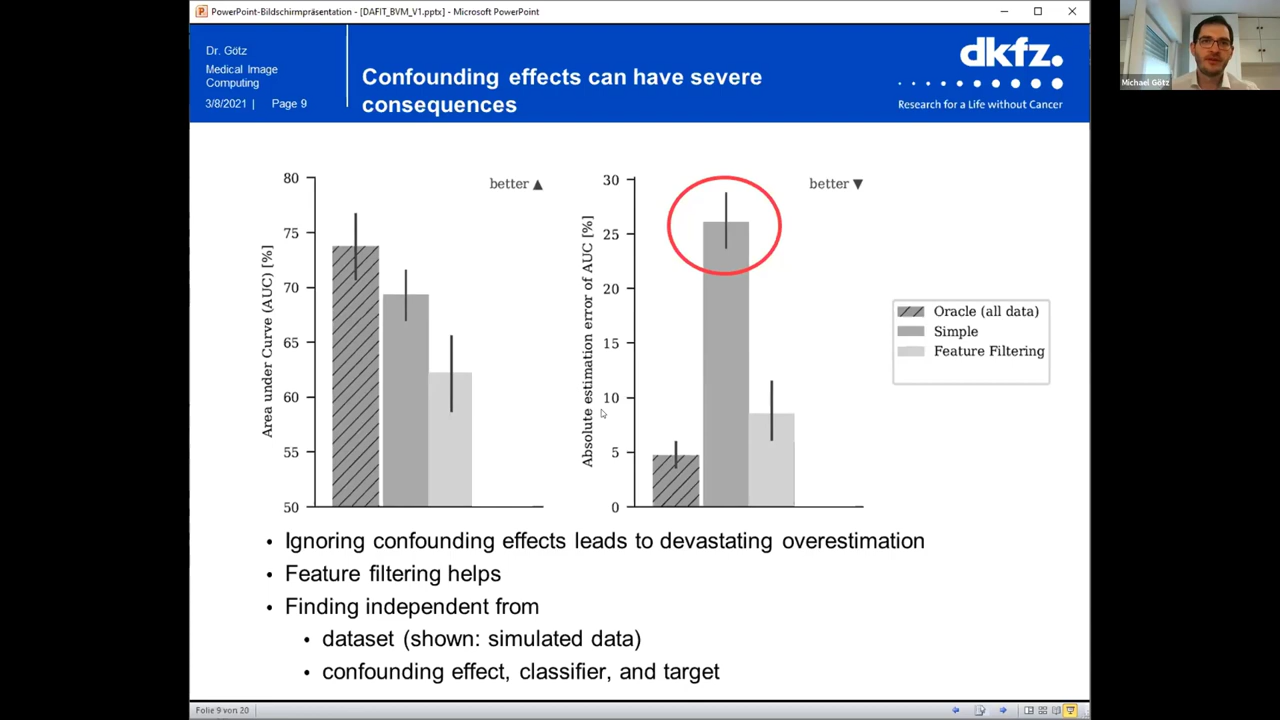 PowerPoint-Bildschirmpräsentation - [DAFIT_BVM_V1.pptx] - Microsoft PowerPoint
Dr. Götz
Medical Image
Computing
3/8/2021 | Page 9
Confounding effects can have severe
consequences
dkfz.
Research for a Life without Cancer
Michael Götz
better ▲
80
75
70
65
60
55
50
Area under Curve (AUC) [%]
better ▼
30
25
20
15
10
5
0
Absolute estimation error of AUC [%]
Oracle (all data)
Simple
Feature Filtering
• Ignoring confounding effects leads to devastating overestimation
• Feature filtering helps
• Finding independent from
• dataset (shown: simulated data)
• confounding effect, classifier, and target
Folie 9 von 20